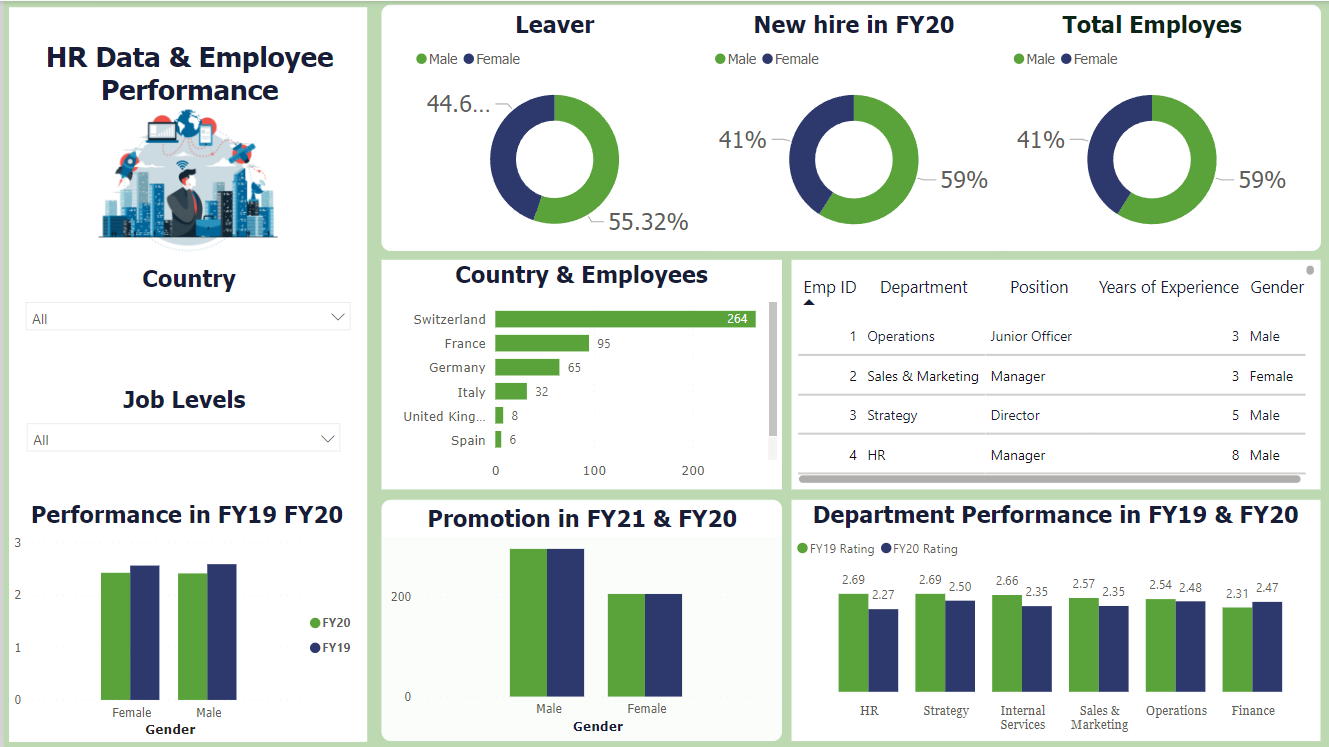 HR Data & Employee
Performance
Country
All
Job Levels
All
Performance in FY19 FY20
3
2
1
0
Female
Male
Gender
FY20
FY19
Leaver
Male Female
44.6...
55.32%
New hire in FY20
Male Female
41%
59%
Total Employes
Male Female
41%
59%
Country & Employees
Switzerland 264
France 95
Germany 65
Italy 32
United King... 8
Spain 6
0 100 200
Emp ID Department Position Years of Experience Gender
1 Operations Junior Officer 3 Male
2 Sales & Marketing Manager 3 Female
3 Strategy Director 5 Male
4 HR Manager 8 Male
Promotion in FY21 & FY20
200
0
Male Female
Gender
Department Performance in FY19 & FY20
FY19 Rating FY20 Rating
2.69 2.27 2.69 2.50 2.66 2.35 2.57 2.35 2.54 2.48 2.31 2.47
HR
Strategy
Internal
Services
Sales &
Marketing
Operations
Finance